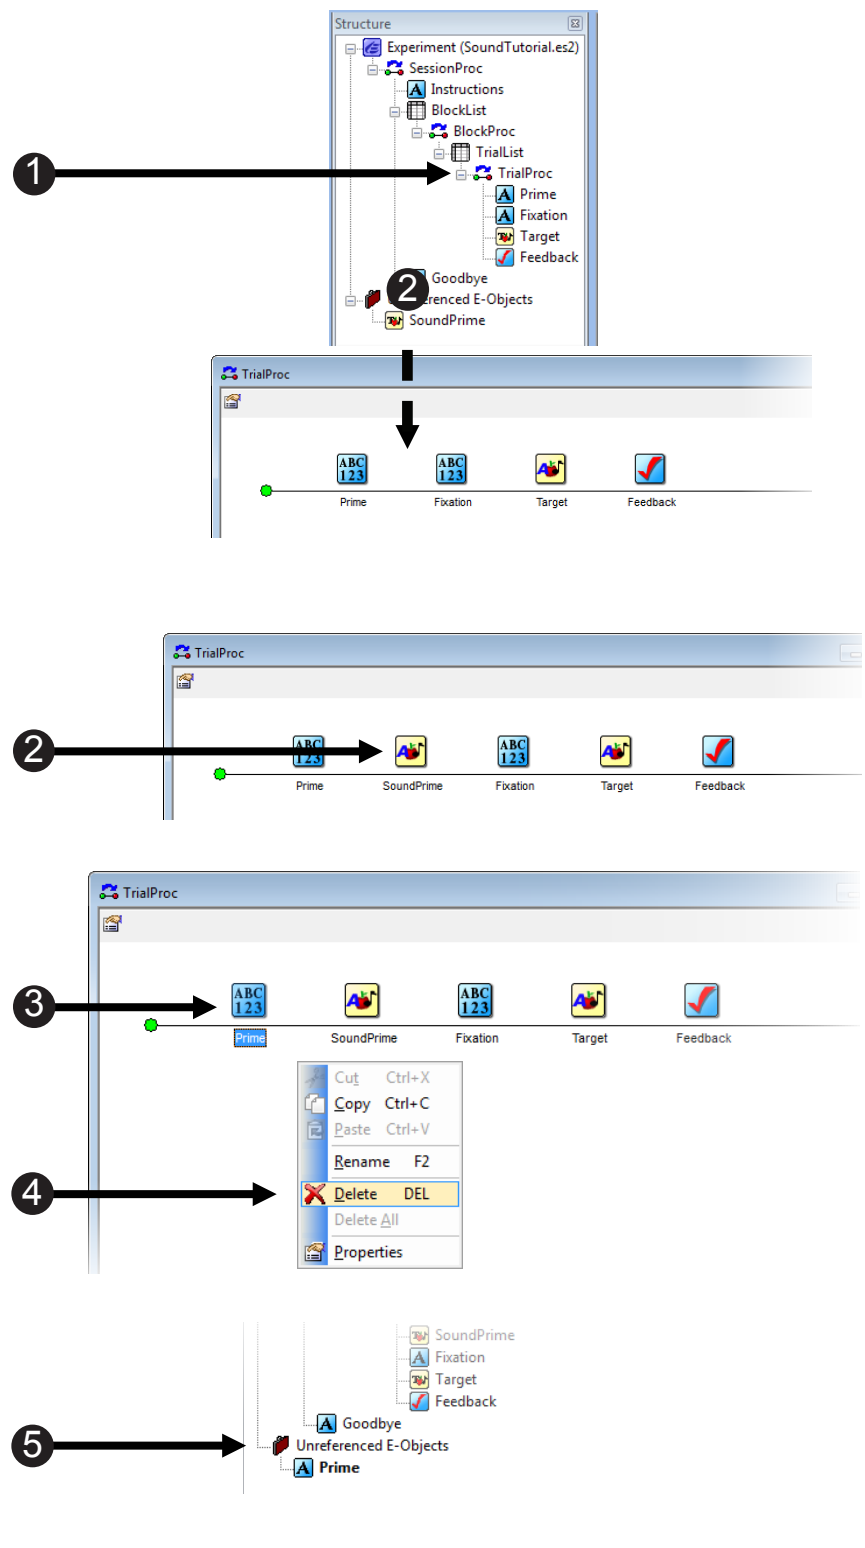 Structure
Experiment (SoundTutorial.es2)
SessionProc
Instructions
BlockList
BlockProc
TrialList
1
TrialProc
Prime
Fixation
Target
Feedback
Goodbye
2
erenced E-Objects
SoundPrime
TrialProc
ABC 123 ABC 123
Prime Fixation Target Feedback
TrialProc
2
ABC 123 ABC 123
Prime SoundPrime Fixation Target Feedback
TrialProc
3
ABC 123 ABC 123
Prime SoundPrime Fixation Target Feedback
Cut Ctrl+X
Copy Ctrl+C
Paste Ctrl+V
Rename F2
4
Delete DEL
Delete All
Properties
SoundPrime
Fixation
Target
Feedback
Goodbye
5
Unreferenced E-Objects
Prime